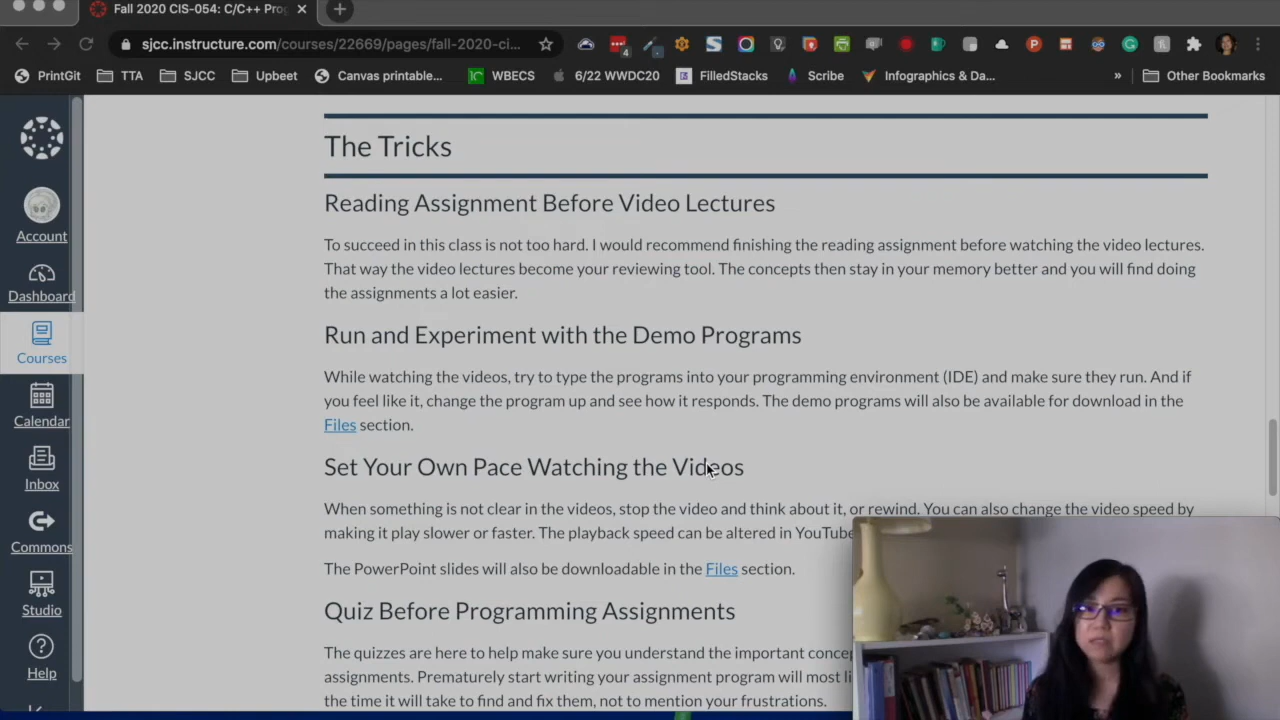 Fall 2020 CIS-054: C/C++ Pro
sjcc.instructure.com/courses/22669/pages/fall-2020-ci...
4
PrintGit TTA SJCC Upbeet Canvas printable... WBECS 6/22 WWDC20 FilledStacks Scribe Infographics & Da... » Other Bookmarks
Account
Dashboard
Courses
Calendar
Inbox
Commons
Studio
Help
The Tricks
Reading Assignment Before Video Lectures
To succeed in this class is not too hard. I would recommend finishing the reading assignment before watching the video lectures.
That way the video lectures become your reviewing tool. The concepts then stay in your memory better and you will find doing
the assignments a lot easier.
Run and Experiment with the Demo Programs
While watching the videos, try to type the programs into your programming environment (IDE) and make sure they run. And if
you feel like it, change the program up and see how it responds. The demo programs will also be available for download in the
Files section.
Set Your Own Pace Watching the Videos
When something is not clear in the videos, stop the video and think about it, or rewind. You can also change the video speed by
making it play slower or faster. The playback speed can be altered in YouTube
The PowerPoint slides will also be downloadable in the Files section.
Quiz Before Programming Assignments
The quizzes are here to help make sure you understand the important
assignments. Prematurely start writing your assignment program will most
the time it will take to find and fix them, not to mention your frustrations.